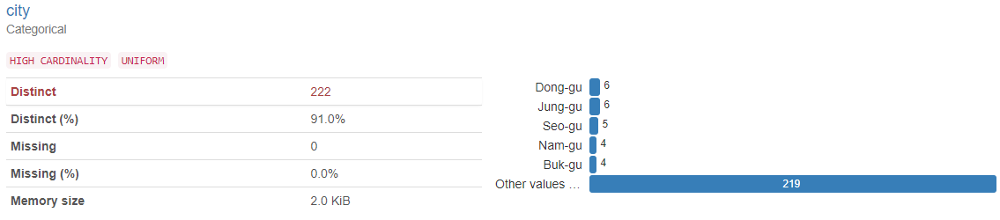 city
Categorical
HIGH CARDINALITY UNIFORM
Distinct 222
Distinct (%) 91.0%
Missing 0
Missing (%) 0.0%
Memory size 2.0 KiB
Dong-gu 6
Jung-gu 6
Seo-gu 5
Nam-gu 4
Buk-gu 4
Other values ... 219